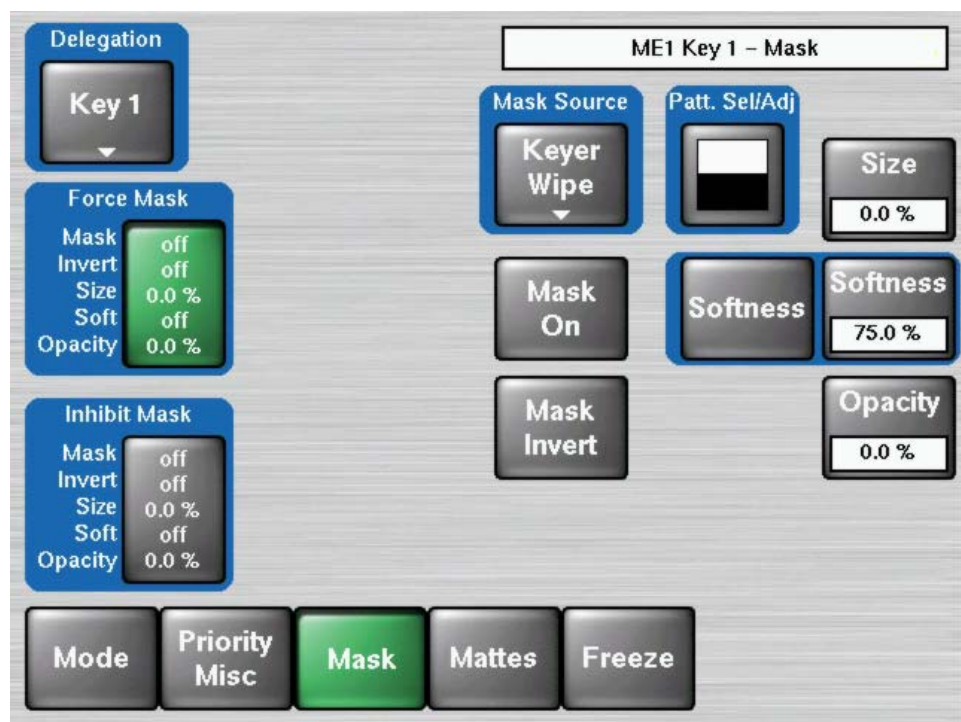 Delegation
Key 1
ME1 Key 1 – Mask
Mask Source
Keyer
Wipe
Patt. Sel/Adj
Size
0.0 %
Force Mask
Mask off
Invert off
Size 0.0 %
Soft off
Opacity 0.0 %
Mask
On
Softness
Softness
75.0 %
Inhibit Mask
Mask off
Invert off
Size 0.0 %
Soft off
Opacity 0.0 %
Mask
Invert
Opacity
0.0 %
Mode
Priority
Misc
Mask
Mattes
Freeze